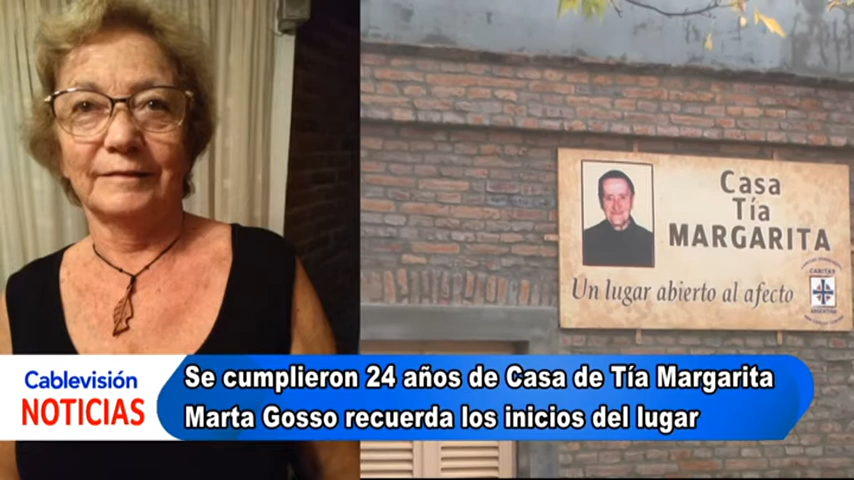 Casa
Tía
MARGARITA
Un lugar abierto al afecto
CARITAS
ARGENTINA
Cablevisión
NOTICIAS
Se cumplieron 24 años de Casa de Tía Margarita
Marta Gosso recuerda los inicios del lugar